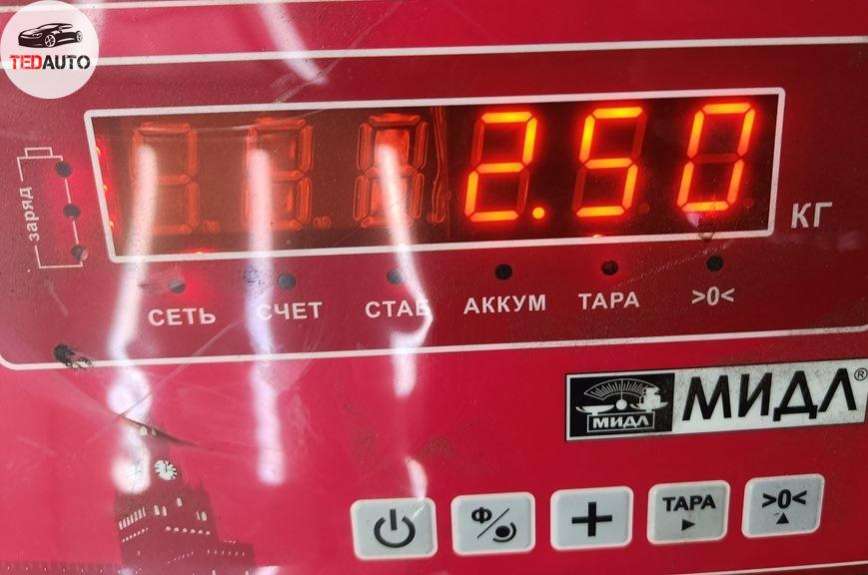 TEDAUTO
заряд
2.50
КГ
СЕТЬ
СЧЕТ
СТАБ
АККУМ
ТАРА
>0<
МИДЛ
МИДЛ®
Ф/
+
ТАРА
>0<